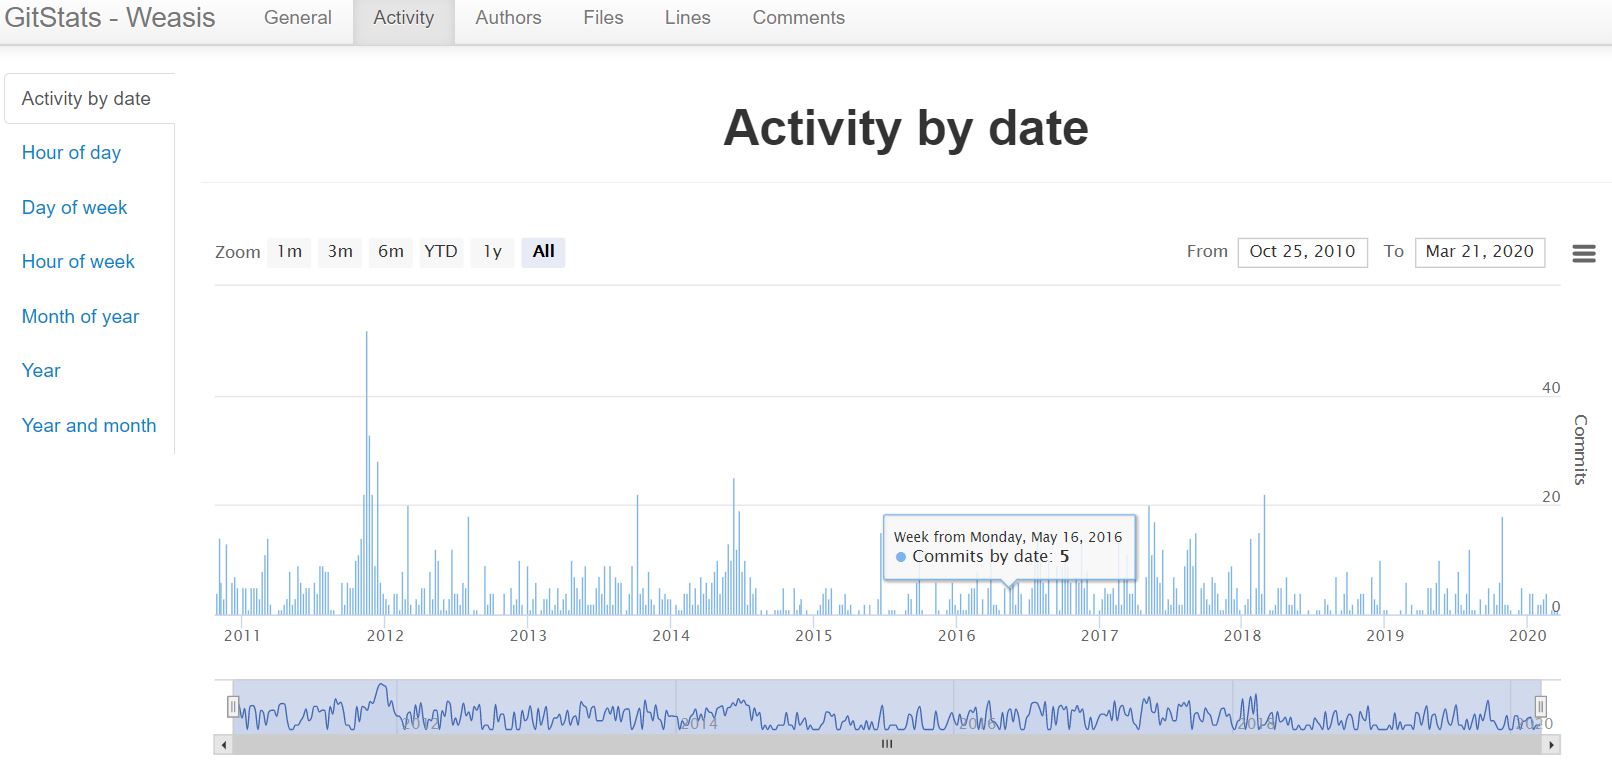 GitStats - Weasis General Activity Authors Files Lines Comments
Activity by date
Hour of day
Day of week
Hour of week
Month of year
Year
Year and month
Activity by date
Zoom 1m 3m 6m YTD 1y All From Oct 25, 2010 To Mar 21, 2020
40
20
0
Commits
Week from Monday, May 16, 2016
Commits by date: 5
2011 2012 2013 2014 2015 2016 2017 2018 2019 2020
2012 2014 2016 2018 2020